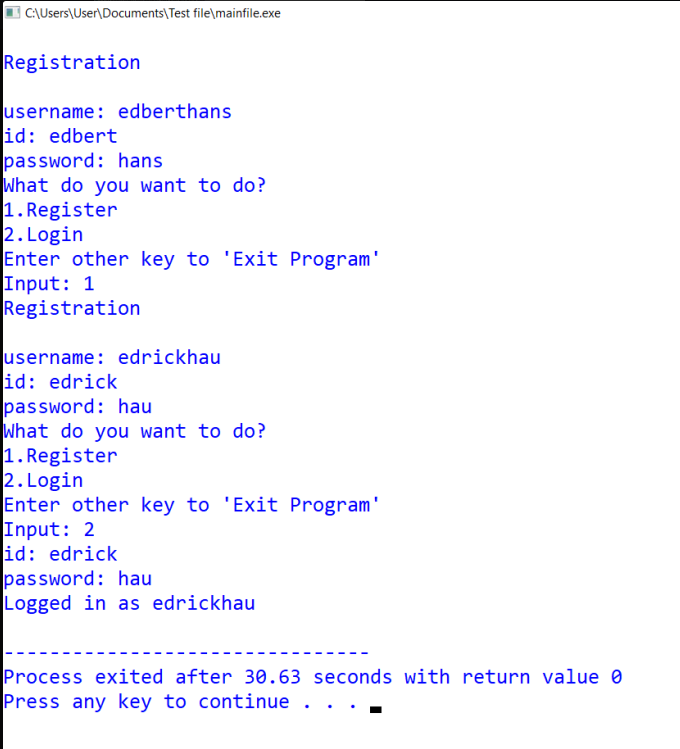 C:\Users\User\Documents\Test file\mainfile.exe
Registration
username: edberthans
id: edbert
password: hans
What do you want to do?
1.Register
2.Login
Enter other key to 'Exit Program'
Input: 1
Registration
username: edrickhau
id: edrick
password: hau
What do you want to do?
1.Register
2.Login
Enter other key to 'Exit Program'
Input: 2
id: edrick
password: hau
Logged in as edrickhau
--------------------------------
Process exited after 30.63 seconds with return value 0
Press any key to continue . . .